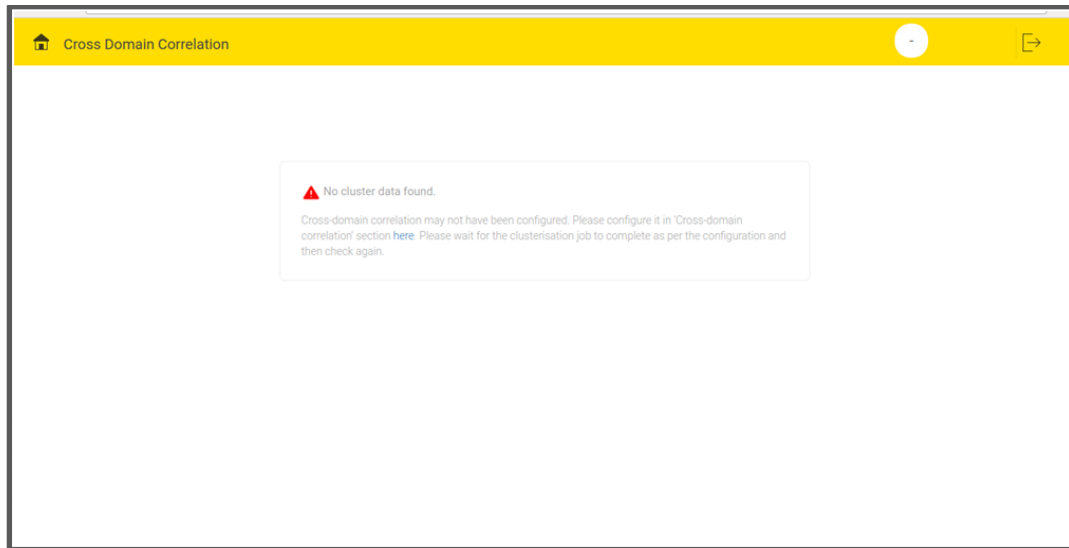 Cross Domain Correlation
-
No cluster data found.
Cross-domain correlation may not have been configured. Please configure it in 'Cross-domain
correlation' section here. Please wait for the clusterisation job to complete as per the configuration and
then check again.